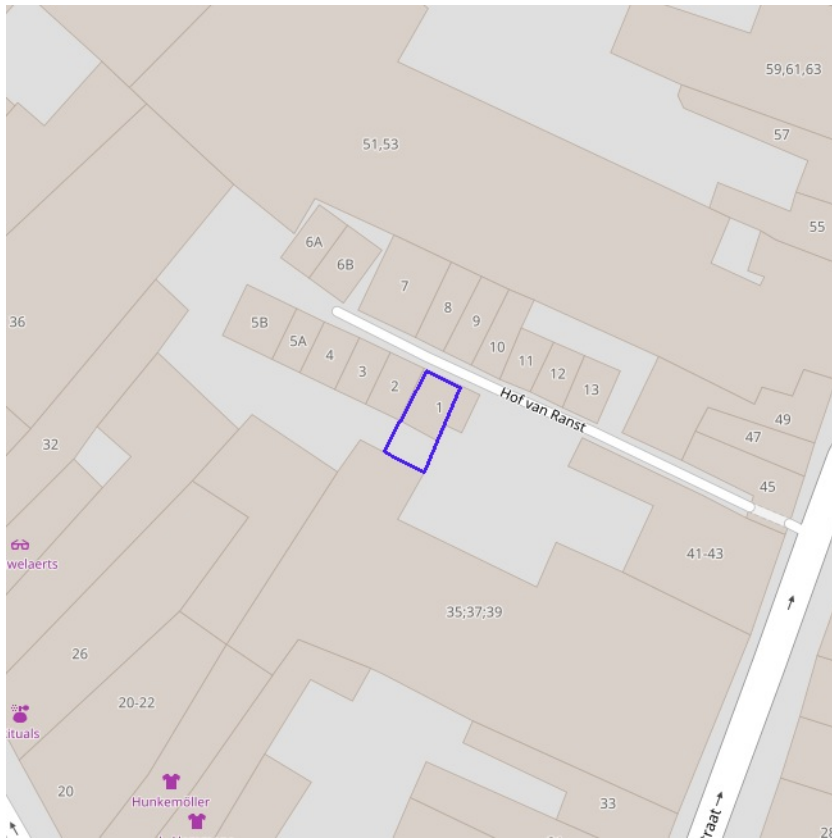 59,61,63
57
51,53
55
6A
6B
7
8
9
10
11
12
13
5B
5A
4
3
2
1
Hof van Ranst
36
32
49
47
45
41-43
welaerts
35;37;39
26
20-22
ituals
20
Hunkemöller
33
raat